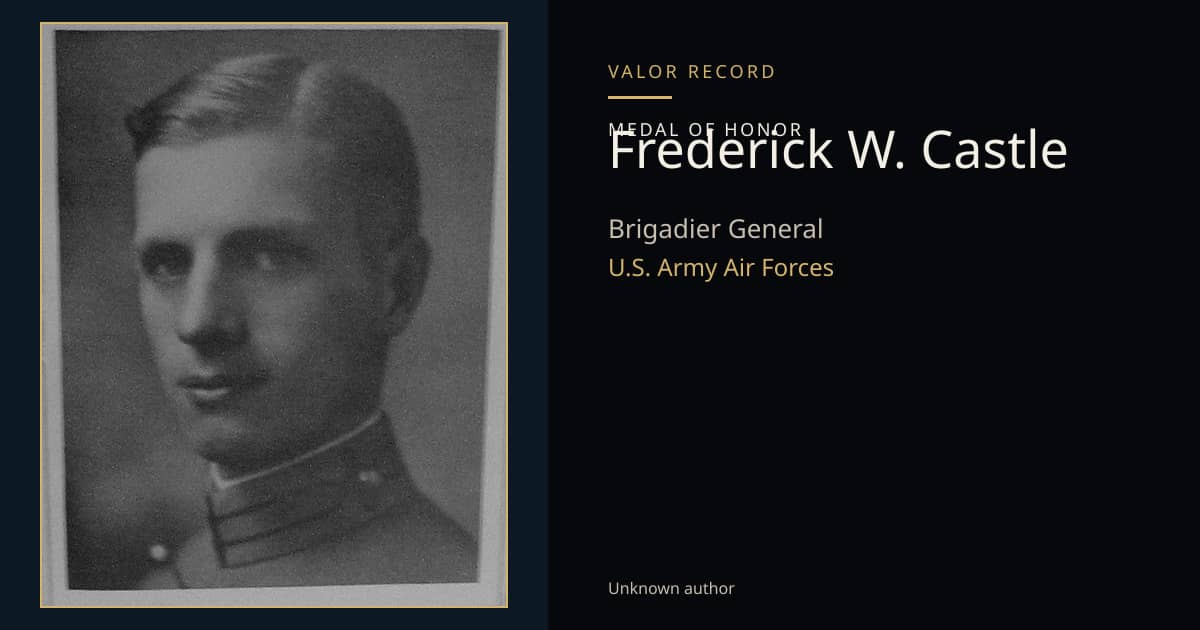 VALOR RECORD
MEDAL OF HONOR
Frederick W. Castle
Brigadier General
U.S. Army Air Forces
Unknown author